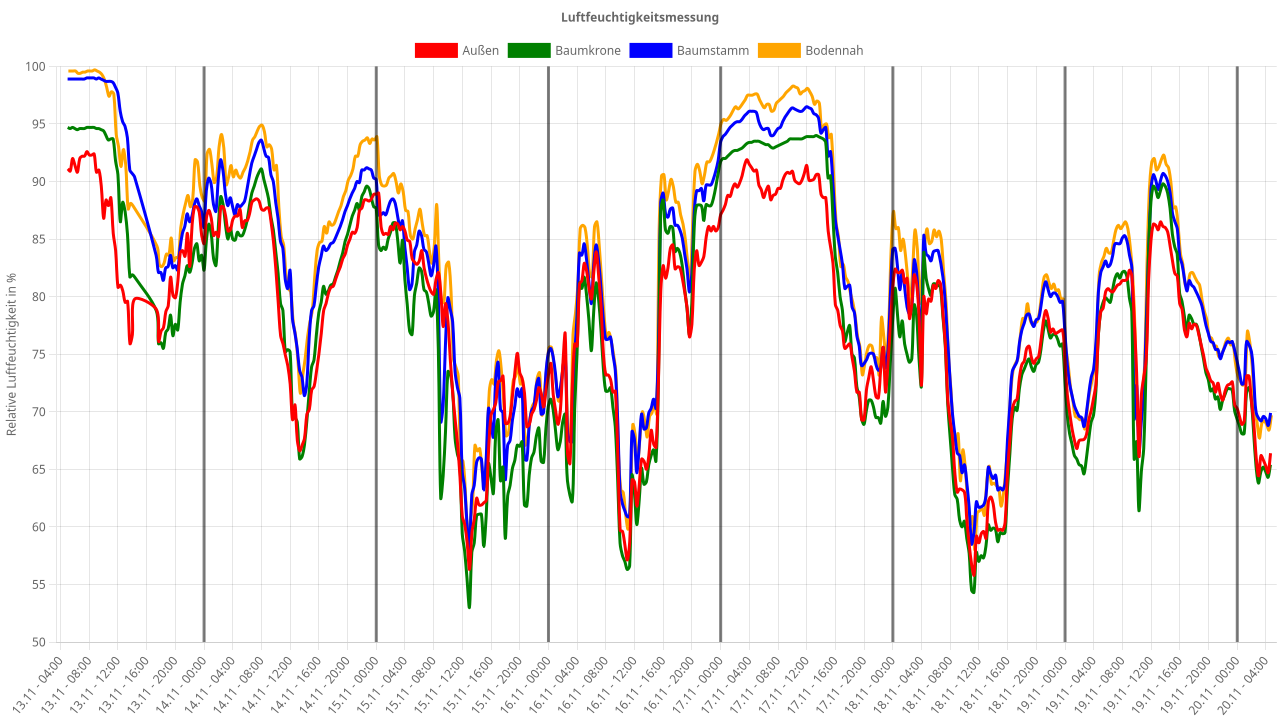 Luftfeuchtigkeitsmessung
Außen Baumkrone Baumstamm Bodennah
Relative Luftfeuchtigkeit in %
100
95
90
85
80
75
70
65
60
55
50
13.11 - 04:00
13.11 - 08:00
13.11 - 12:00
13.11 - 16:00
13.11 - 20:00
14.11 - 00:00
14.11 - 04:00
14.11 - 08:00
14.11 - 12:00
14.11 - 16:00
14.11 - 20:00
15.11 - 00:00
15.11 - 04:00
15.11 - 08:00
15.11 - 12:00
15.11 - 16:00
15.11 - 20:00
16.11 - 00:00
16.11 - 04:00
16.11 - 08:00
16.11 - 12:00
16.11 - 16:00
16.11 - 20:00
17.11 - 00:00
17.11 - 04:00
17.11 - 08:00
17.11 - 12:00
17.11 - 16:00
17.11 - 20:00
18.11 - 00:00
18.11 - 04:00
18.11 - 08:00
18.11 - 12:00
18.11 - 16:00
18.11 - 20:00
19.11 - 00:00
19.11 - 04:00
19.11 - 08:00
19.11 - 12:00
19.11 - 16:00
19.11 - 20:00
20.11 - 00:00
20.11 - 04:00